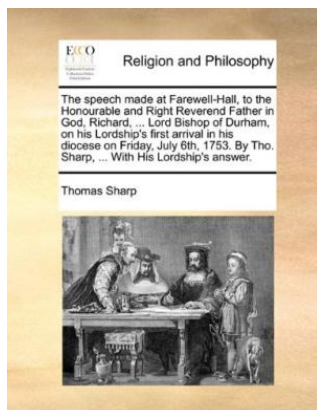 ECCO
Religion and Philosophy
The speech made at Farewell-Hall, to the
Honourable and Right Reverend Father in
God, Richard, ... Lord Bishop of Durham,
on his Lordship's first arrival in his
diocese on Friday, July 6th, 1753. By Tho.
Sharp, ... With His Lordship's answer.
Thomas Sharp